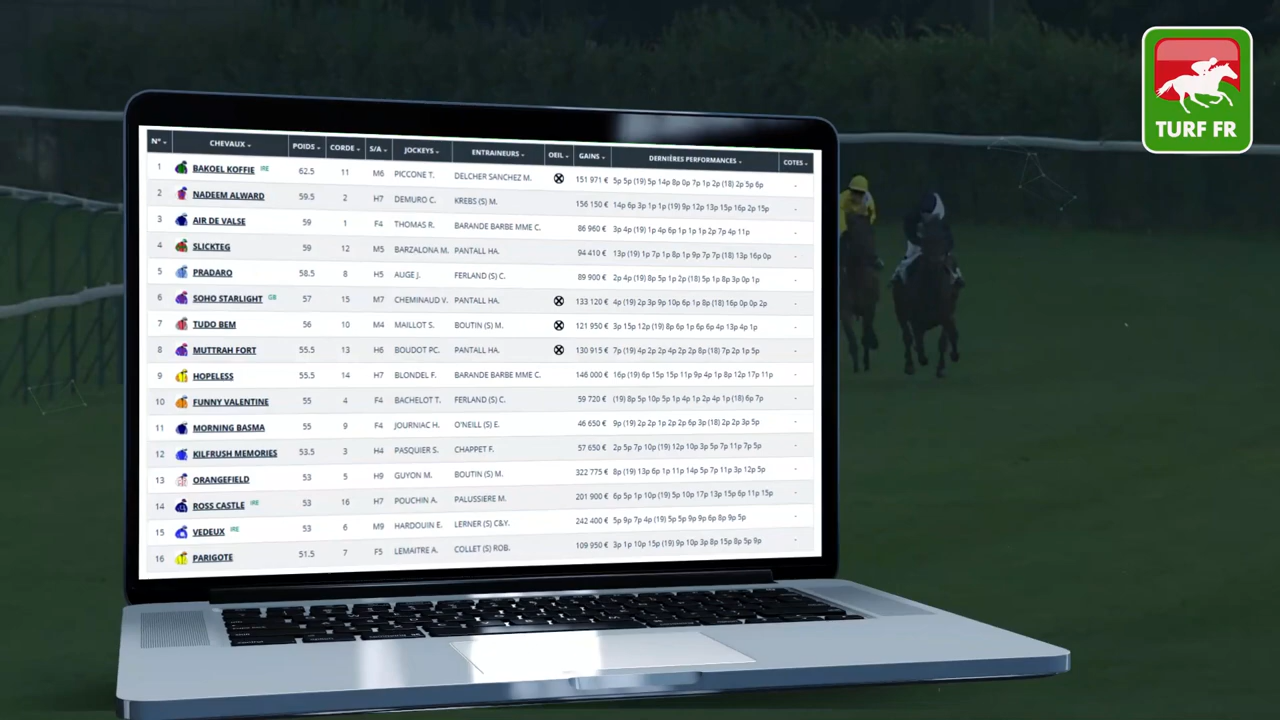 TURF FR
N° CHEVAUX POIDS CORDE S/A JOCKEYS ENTRAINEURS OEIL GAINS DERNIÈRES PERFORMANCES COTES
1 BAKOEL KOFFIE IRE 62.5 11 M6 PICCONE T. DELCHER SANCHEZ M. 151 971 € 5p 5p (19) 5p 14p 8p 0p 7p 1p 2p (18) 2p 5p 6p -
2 NADEEM ALWARD 59.5 2 H7 DEMURO C. KREBS (S) M. 156 150 € 14p 6p 3p 1p 1p (19) 9p 12p 13p 15p 16p 2p 15p -
3 AIR DE VALSE 59 1 F4 THOMAS R. BARANDE BARBE MME C. 86 960 € 3p 4p (19) 1p 4p 6p 1p 1p 1p 2p 7p 4p 11p -
4 SLICKTEG 59 12 M5 BARZALONA M. PANTALL HA. 94 410 € 13p (19) 1p 7p 1p 8p 1p 9p 7p 7p (18) 13p 16p 0p -
5 PRADARO 58.5 8 H5 AUGE J. FERLAND (S) C. 89 900 € 2p 4p (19) 8p 5p 1p 2p (18) 5p 1p 8p 3p 0p 1p -
6 SOHO STARLIGHT GB 57 15 M7 CHEMINAUD V. PANTALL HA. 133 120 € 4p (19) 2p 3p 9p 10p 6p 1p 8p (18) 16p 0p 0p 2p -
7 TUDO BEM 56 10 M4 MAILLOT S. BOUTIN (S) M. 121 950 € 3p 15p 12p (19) 8p 6p 1p 6p 6p 4p 13p 4p 1p -
8 MUTTRAH FORT 55.5 13 H6 BOUDOT PC. PANTALL HA. 130 915 € 7p (19) 4p 2p 2p 4p 2p 2p 8p (18) 7p 2p 1p 5p -
9 HOPELESS 55.5 14 H7 BLONDEL F. BARANDE BARBE MME C. 146 000 € 16p (19) 6p 15p 15p 11p 9p 4p 1p 8p 12p 17p 11p -
10 FUNNY VALENTINE 55 4 F4 BACHELOT T. FERLAND (S) C. 59 720 € (19) 8p 5p 10p 5p 1p 4p 1p 2p 4p 1p (18) 6p 7p -
11 MORNING BASMA 55 9 F4 JOURNIAC H. O'NEILL (S) E. 46 650 € 9p (19) 2p 2p 1p 2p 2p 6p 3p (18) 2p 2p 3p 5p -
12 KILFRUSH MEMORIES 53.5 3 H4 PASQUIER S. CHAPPET F. 57 650 € 2p 5p 7p 10p (19) 12p 10p 3p 5p 7p 11p 7p 5p -
13 ORANGEFIELD 53 5 H9 GUYON M. BOUTIN (S) M. 322 775 € 8p (19) 13p 6p 1p 11p 14p 5p 7p 11p 3p 12p 5p -
14 ROSS CASTLE IRE 53 16 H7 POUCHIN A. PALUSSIERE M. 201 900 € 6p 5p 1p 10p (19) 5p 10p 17p 13p 15p 6p 11p 15p -
15 VEDEUX IRE 53 6 M9 HARDOUIN E. LERNER (S) C&Y. 242 400 € 5p 9p 7p 4p (19) 5p 5p 9p 9p 6p 8p 9p 5p -
16 PARIGOTE 51.5 7 F5 LEMAITRE A. COLLET (S) ROB. 109 950 € 3p 1p 10p 15p (19) 9p 10p 3p 8p 15p 8p 5p 9p -